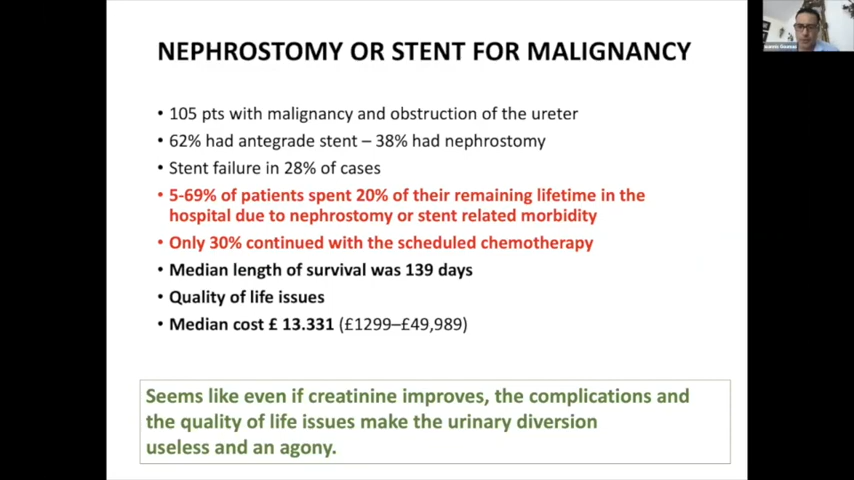 NEPHROSTOMY OR STENT FOR MALIGNANCY
• 105 pts with malignancy and obstruction of the ureter
• 62% had antegrade stent – 38% had nephrostomy
• Stent failure in 28% of cases
• 5-69% of patients spent 20% of their remaining lifetime in the
hospital due to nephrostomy or stent related morbidity
• Only 30% continued with the scheduled chemotherapy
• Median length of survival was 139 days
• Quality of life issues
• Median cost £ 13.331 (£1299–£49,989)
Seems like even if creatinine improves, the complications and
the quality of life issues make the urinary diversion
useless and an agony.